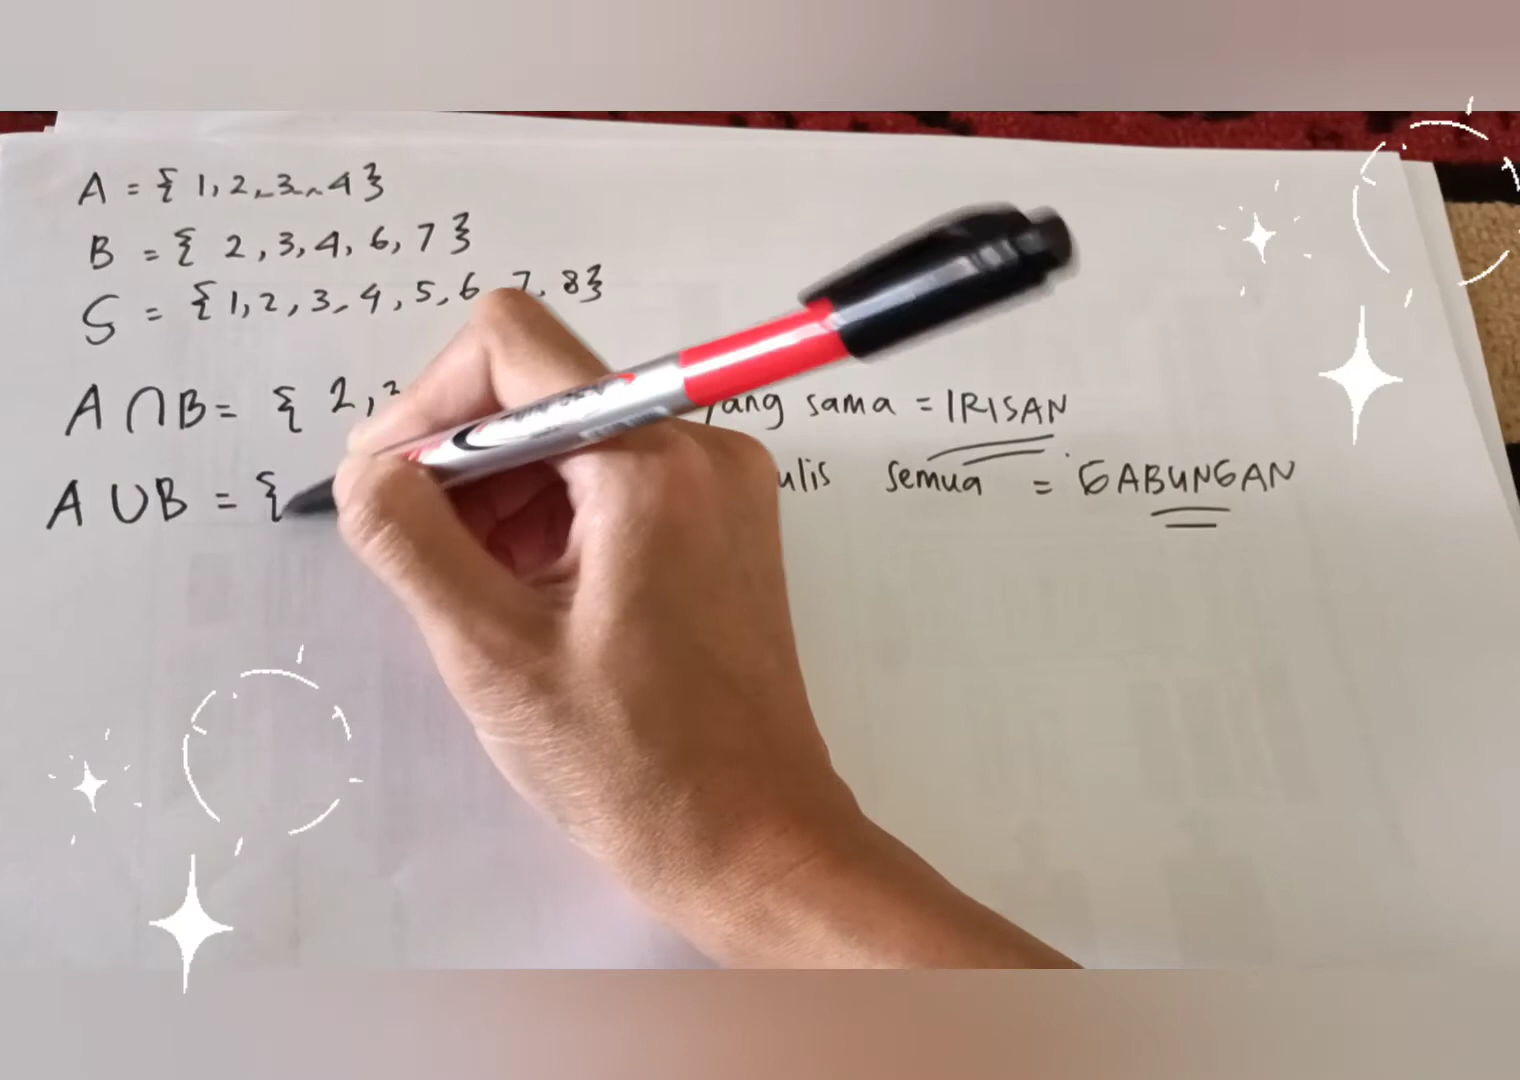 A = { 1, 2, 3, 4 }
B = { 2, 3, 4, 6, 7 }
S = { 1, 2, 3, 4, 5, 6, 7, 8 }
A ∩ B = { 2, 3 yang sama = IRISAN
A ∪ B = { semua = GABUNGAN